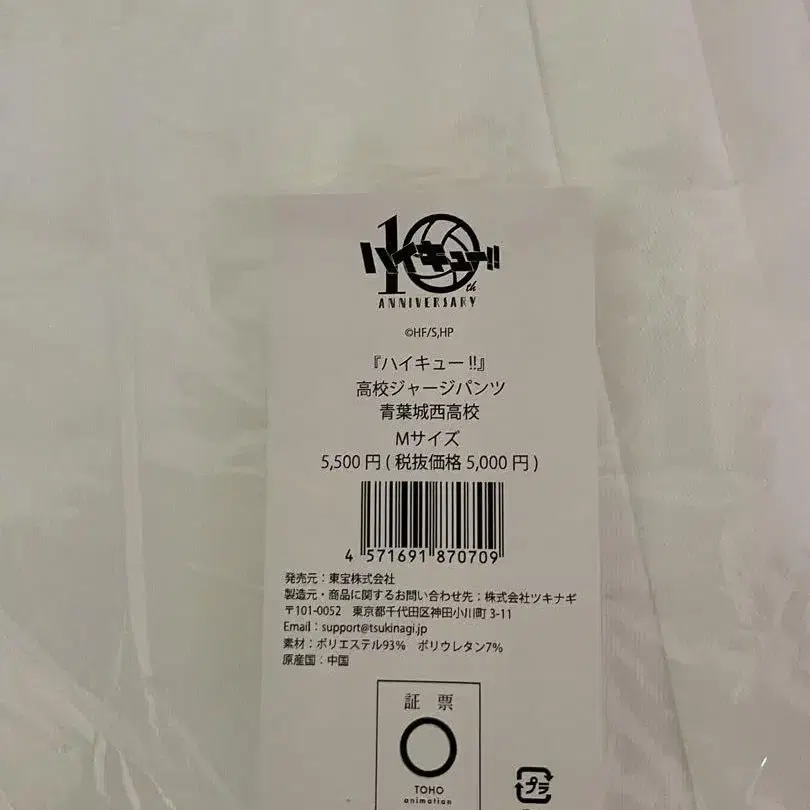 10th
ハイキュー!!
ANNIVERSARY
©HF/S,HP
『ハイキュー!!』
高校ジャージパンツ
青葉城西高校
Mサイズ
5,500円(税抜価格5,000円)
4 571691 870709
発売元：東宝株式会社
製造元・商品に関するお問い合わせ先；株式会社ツキナギ
〒101-0052 東京都千代田区神田小川町3-11
Email：support@tsukinagi.jp
素材：ポリエステル93% ポリウレタン7%
原産国：中国
証票
TOHO
animation
プラ